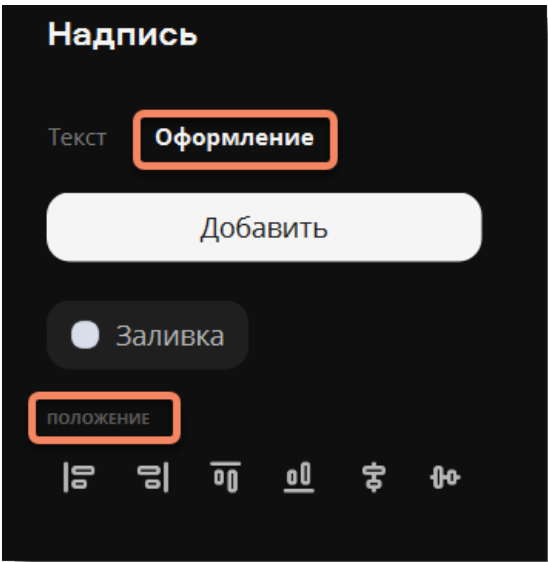 Надпись
Текст Оформление
Добавить
Заливка
ПОЛОЖЕНИЕ